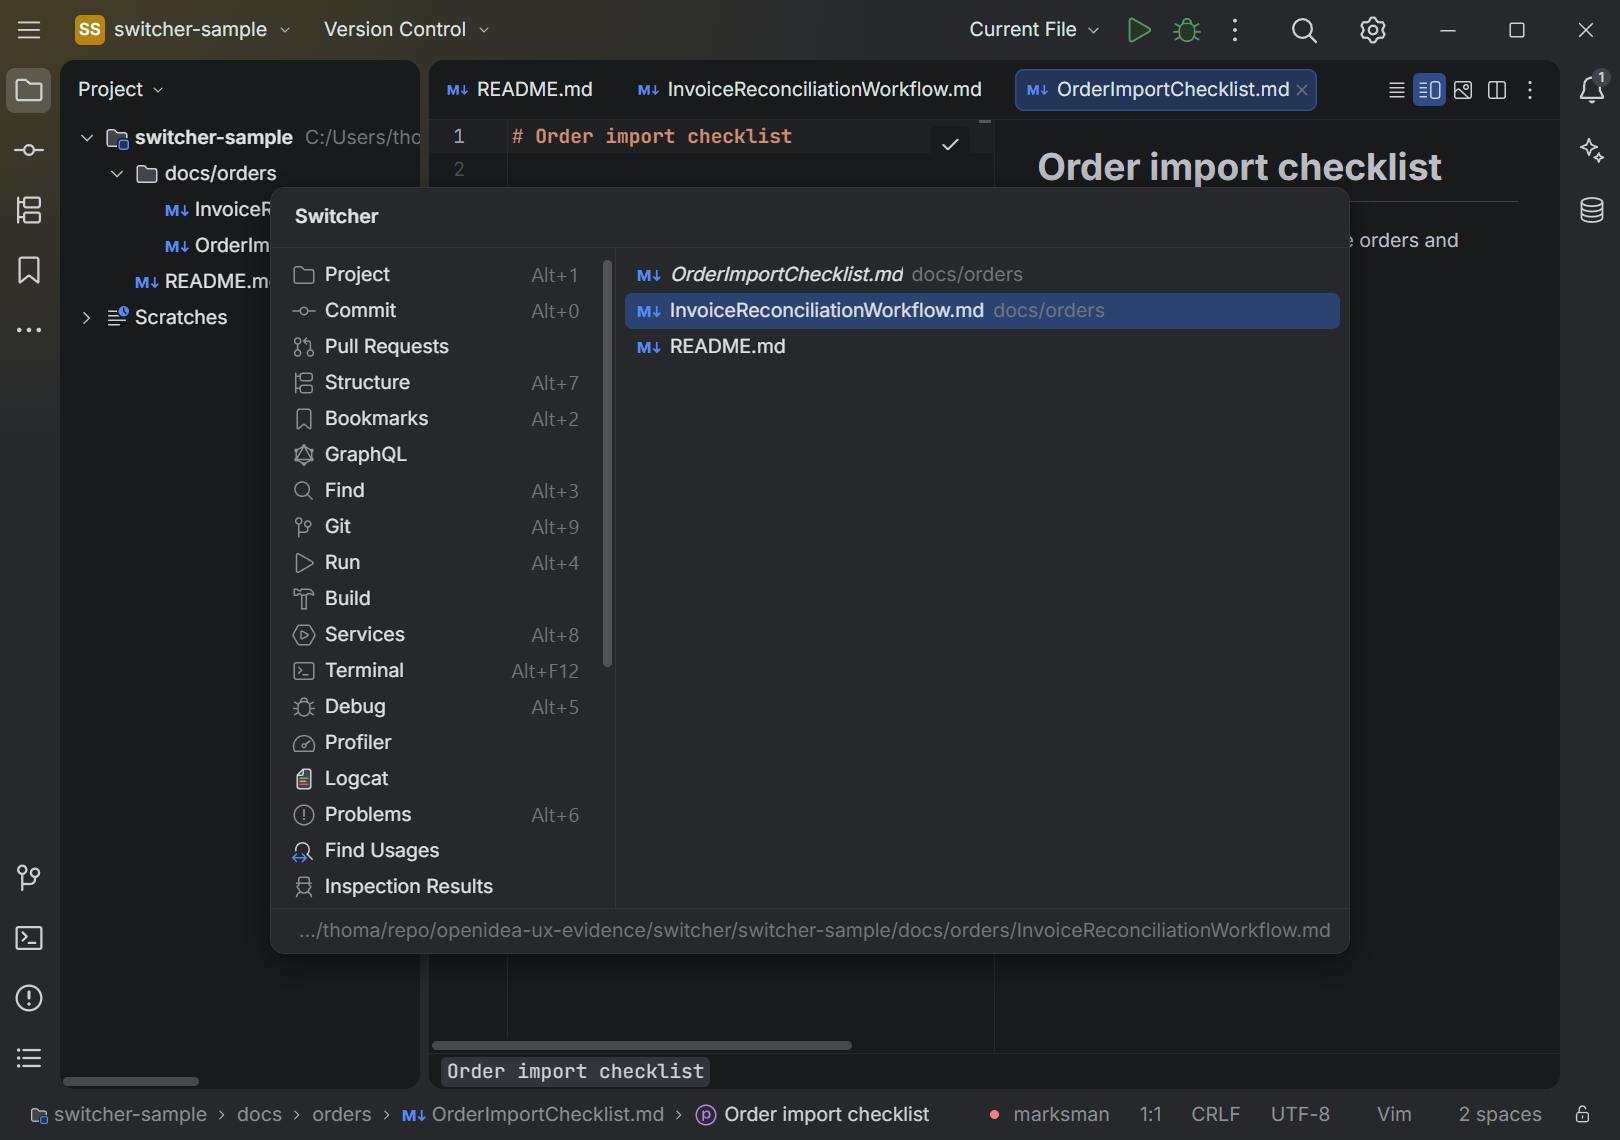 SS switcher-sample Version Control Current File
Project
README.md InvoiceReconciliationWorkflow.md OrderImportChecklist.md
1
switcher-sample C:/Users/tho
docs/orders
InvoiceR
OrderIm
README.m
Scratches
1 # Order import checklist
2
Order import checklist
orders and
Switcher
Project Alt+1
Commit Alt+0
Pull Requests
Structure Alt+7
Bookmarks Alt+2
GraphQL
Find Alt+3
Git Alt+9
Run Alt+4
Build
Services Alt+8
Terminal Alt+F12
Debug Alt+5
Profiler
Logcat
Problems Alt+6
Find Usages
Inspection Results
OrderImportChecklist.md docs/orders
InvoiceReconciliationWorkflow.md docs/orders
README.md
.../thoma/repo/openidea-ux-evidence/switcher/switcher-sample/docs/orders/InvoiceReconciliationWorkflow.md
Order import checklist
switcher-sample › docs › orders › OrderImportChecklist.md › Order import checklist marksman 1:1 CRLF UTF-8 Vim 2 spaces